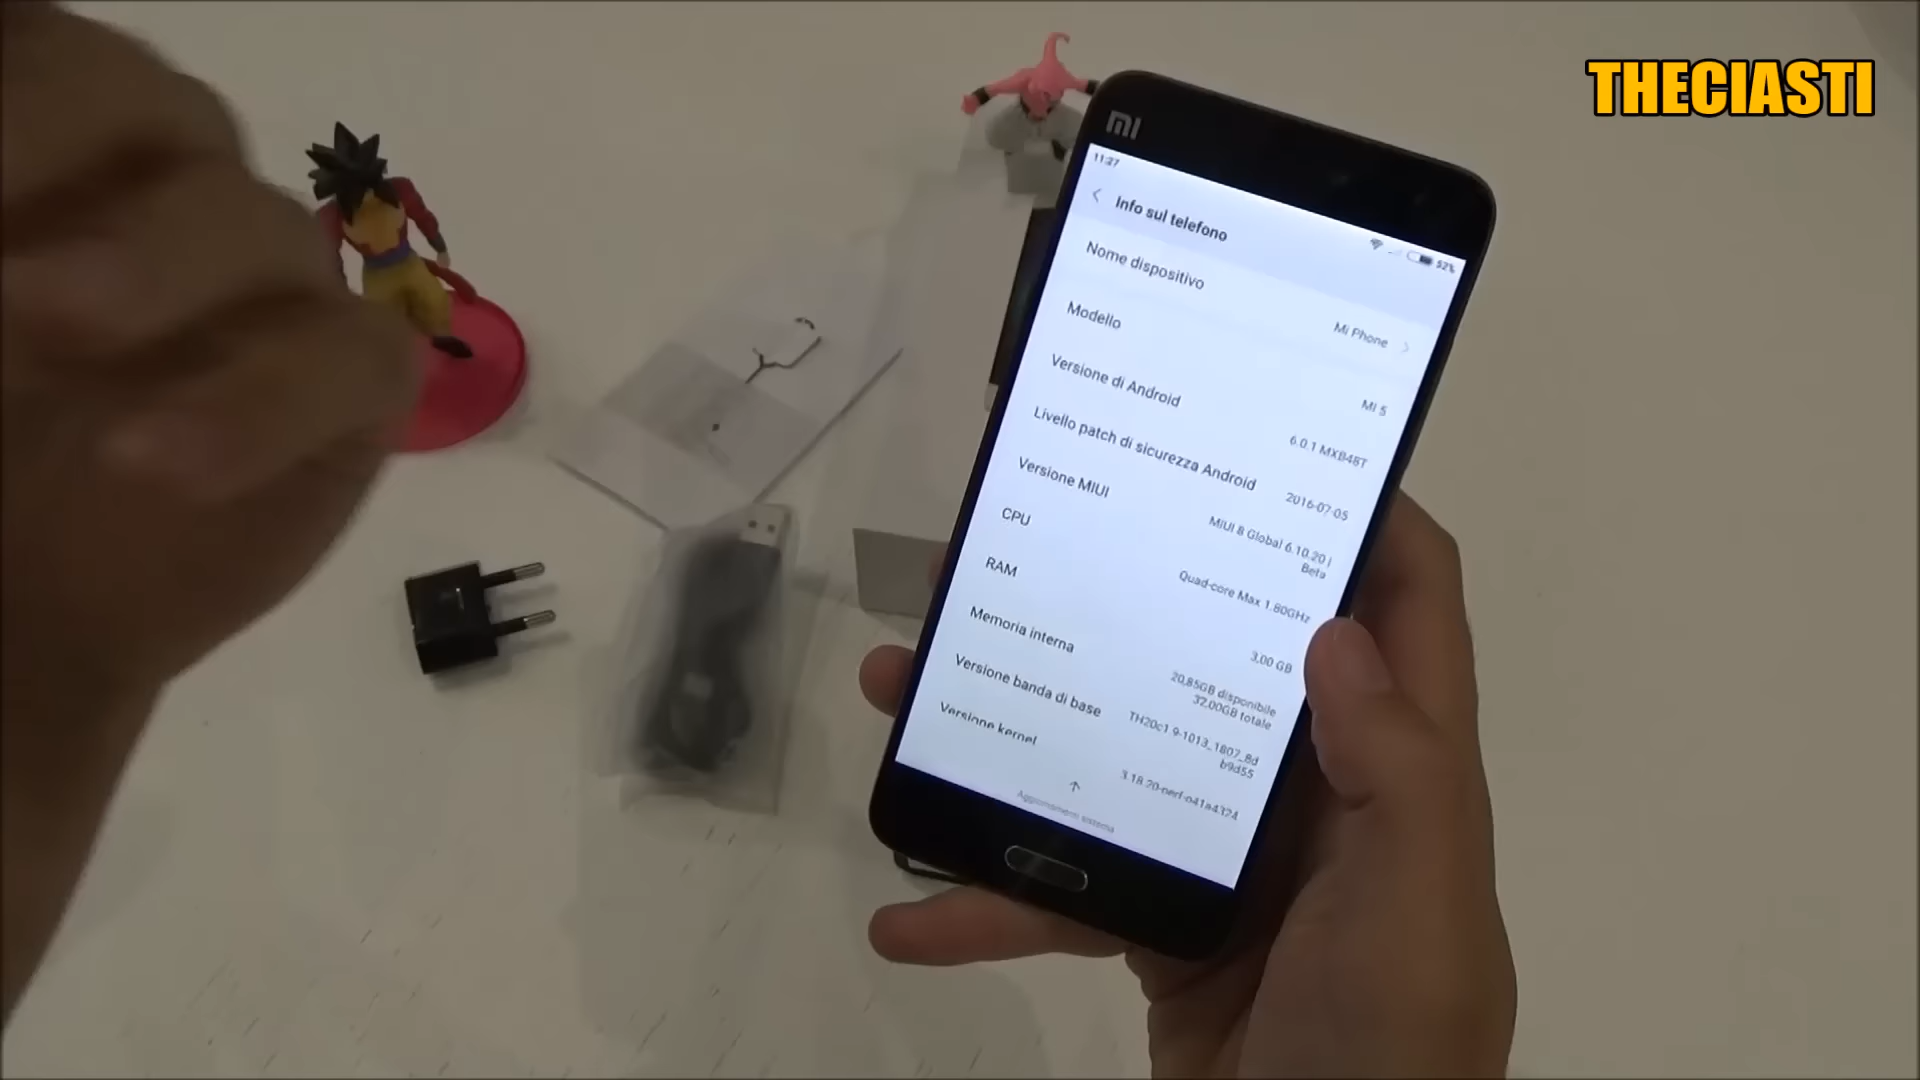 THECIASTI
MI
11:27
52%
Info sul telefono
Nome dispositivo
Mi Phone
Modello
MI 5
Versione di Android
6.0.1 MXB48T
Livello patch di sicurezza Android
2016-07-05
Versione MIUI
MIUI 8 Global 6.10.20 |
Beta
CPU
Quad-core Max 1.80GHz
RAM
3,00 GB
Memoria interna
20,85GB disponibile
32,00GB totale
Versione banda di base
TH20c1.9-1013_1807_8d
b9d55
Versione kernel
3.18.20-perf-g41a4324
Aggiornamenti sistema